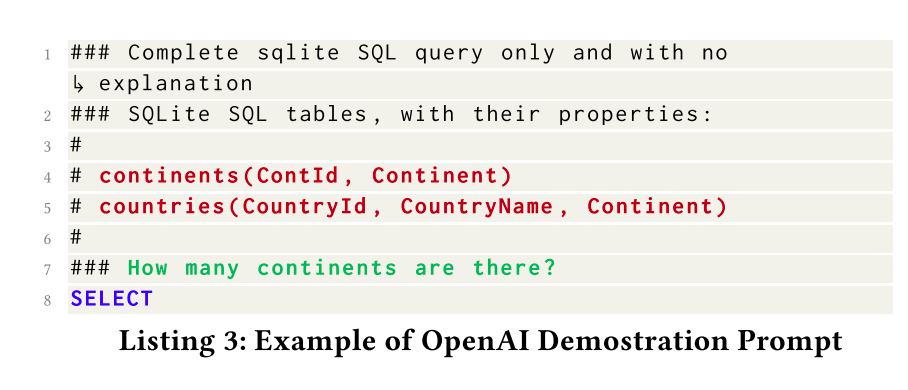 1 ### Complete sqlite SQL query only and with no
↳ explanation
2 ### SQLite SQL tables, with their properties:
3 #
4 # continents(ContId, Continent)
5 # countries(CountryId, CountryName, Continent)
6 #
7 ### How many continents are there?
8 SELECT
Listing 3: Example of OpenAI Demostration Prompt